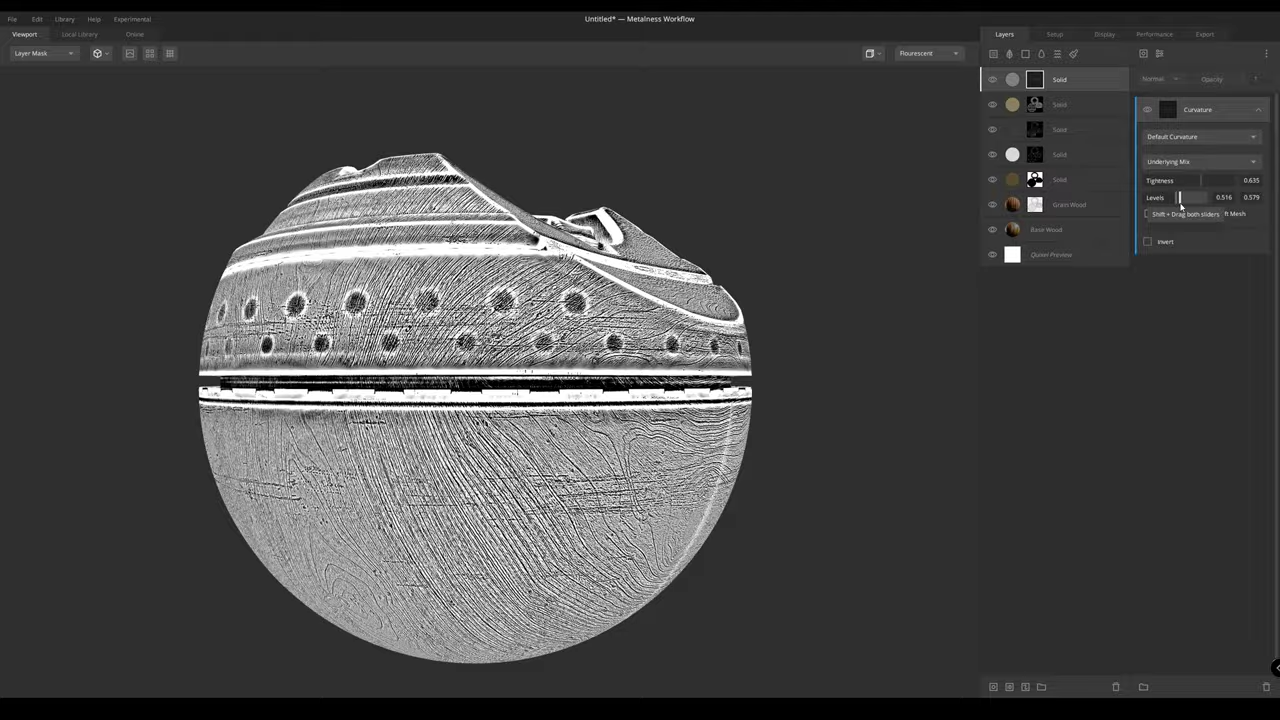 Untitled* — Metalness Workflow
File Edit Library Help Experimental
Viewport Local Library Online
Layers Setup Display Performance Export
Layer Mask
Flourescent
Solid
Normal Opacity
Solid
Curvature
Solid
Default Curvature
Solid
Underlying Mix
Solid
Tightness 0.635
Levels 0.516 0.579
Grain Wood
Shift + Drag both sliders
ft Mesh
Base Wood
Invert
Quixel Preview